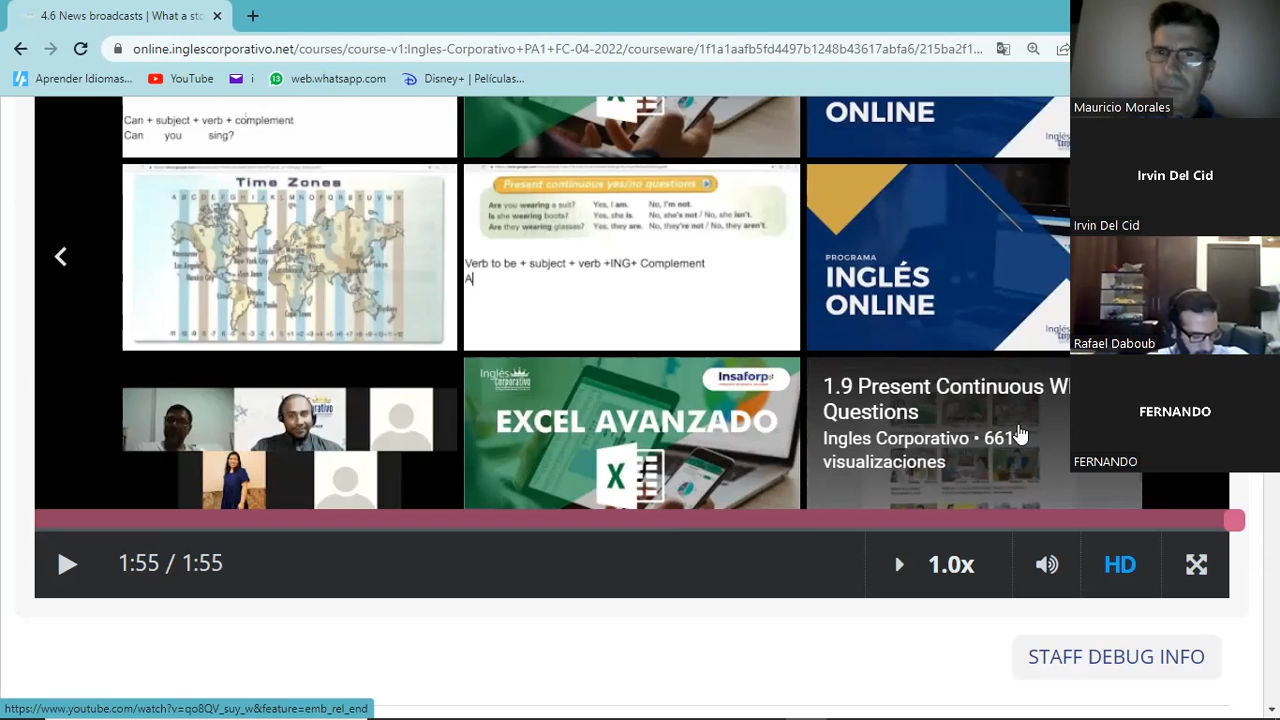 4.6 News broadcasts | What a sto
online.inglescorporativo.net/courses/course-v1:Ingles-Corporativo+PA1+FC-04-2022/courseware/1f1a1aafb5fd4497b1248b43617abfa6/215ba2f1...
Aprender Idiomas...
YouTube
i
13
web.whatsapp.com
Disney+ | Películas,...
Can + subject + verb + complement
Can you sing?
ONLINE
Time Zones
Present continuous yes/no questions
Are you wearing a suit? Yes, I am. No, I'm not.
Is she wearing boots? Yes, she is. No, she's not / No, she isn't.
Are they wearing glasses? Yes, they are. No, they're not / No, they aren't.
Verb to be + subject + verb +ING+ Complement
A
PROGRAMA
INGLÉS
ONLINE
Inglés
Corporativo
Insaforp
EXCEL AVANZADO
X
1.9 Present Continuous W
Questions
Ingles Corporativo • 661
visualizaciones
1:55 / 1:55
1.0x
HD
STAFF DEBUG INFO
https://www.youtube.com/watch?v=qo8QV_suy_w&feature=emb_rel_end
Mauricio Morales
Irvin Del Cid
Irvin Del Cid
Rafael Daboub
FERNANDO
FERNANDO